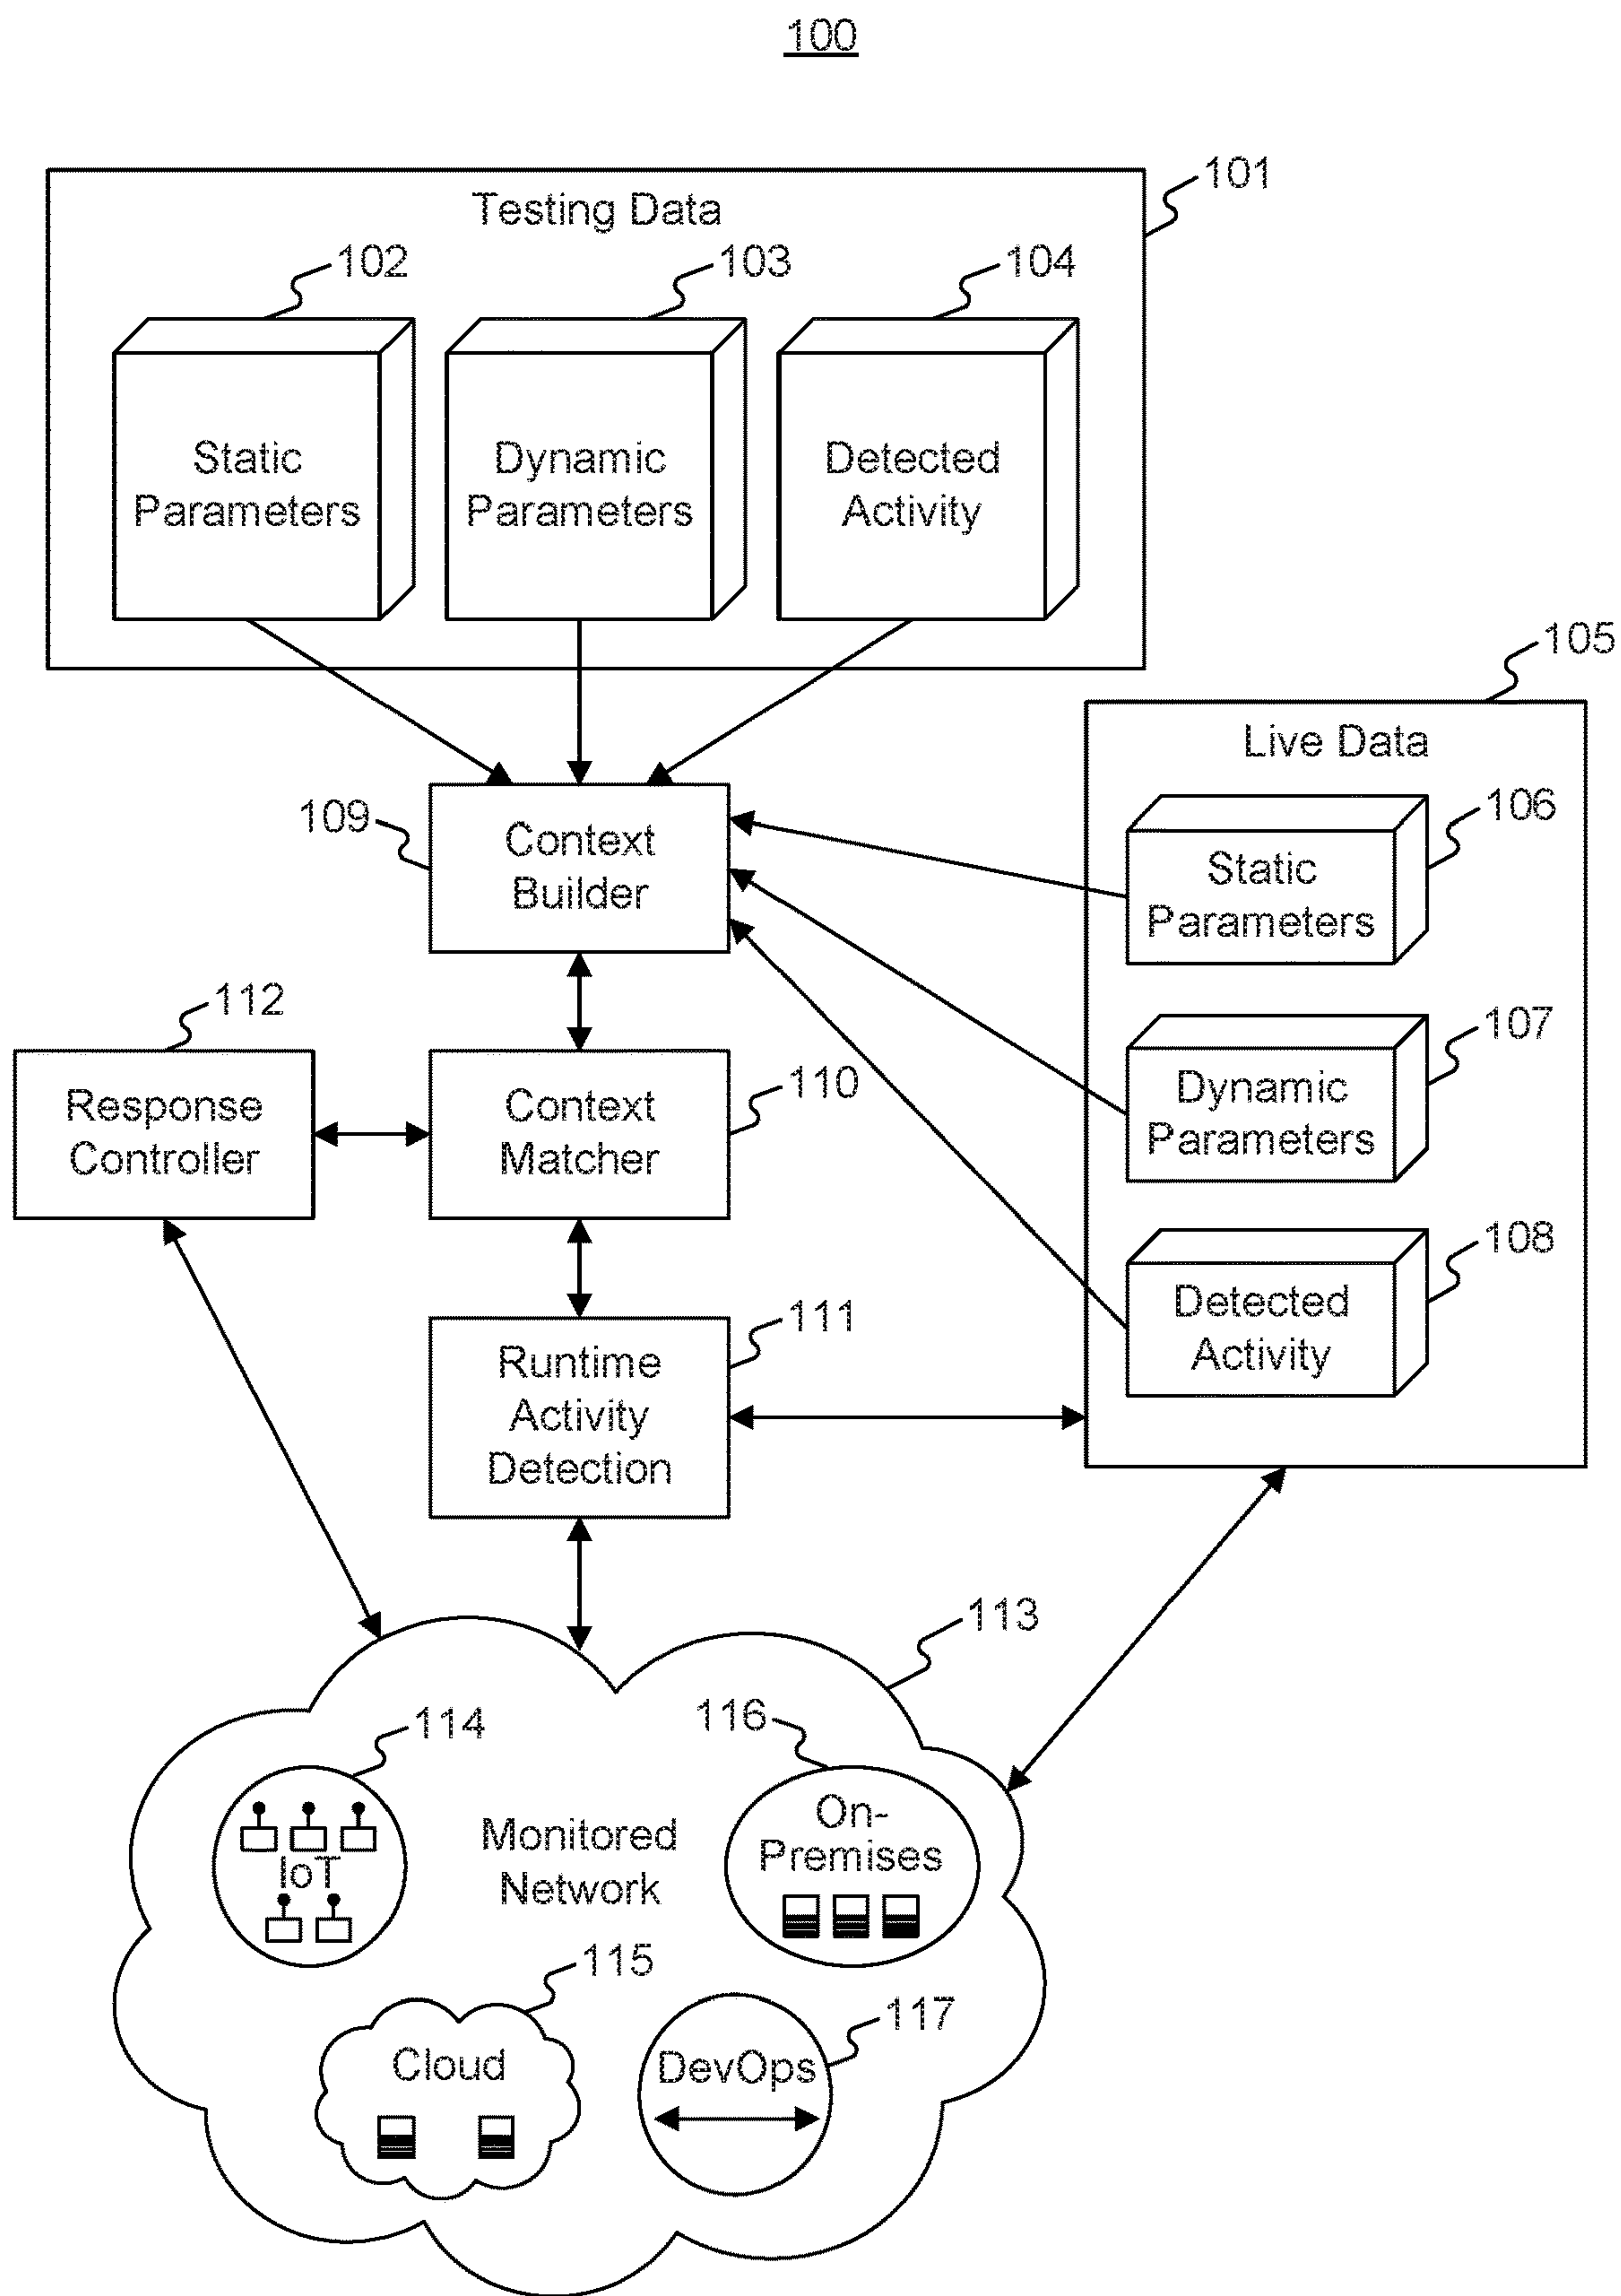 100
101
Testing Data
102
103
104
Static
Parameters
Dynamic
Parameters
Detected
Activity
105
Live Data
109
Context
Builder
106
Static
Parameters
112
Response
Controller
Context
Matcher
110
107
Dynamic
Parameters
108
Detected
Activity
111
Runtime
Activity
Detection
113
114
IoT
Monitored
Network
116
On-
Premises
115
Cloud
117
DevOps